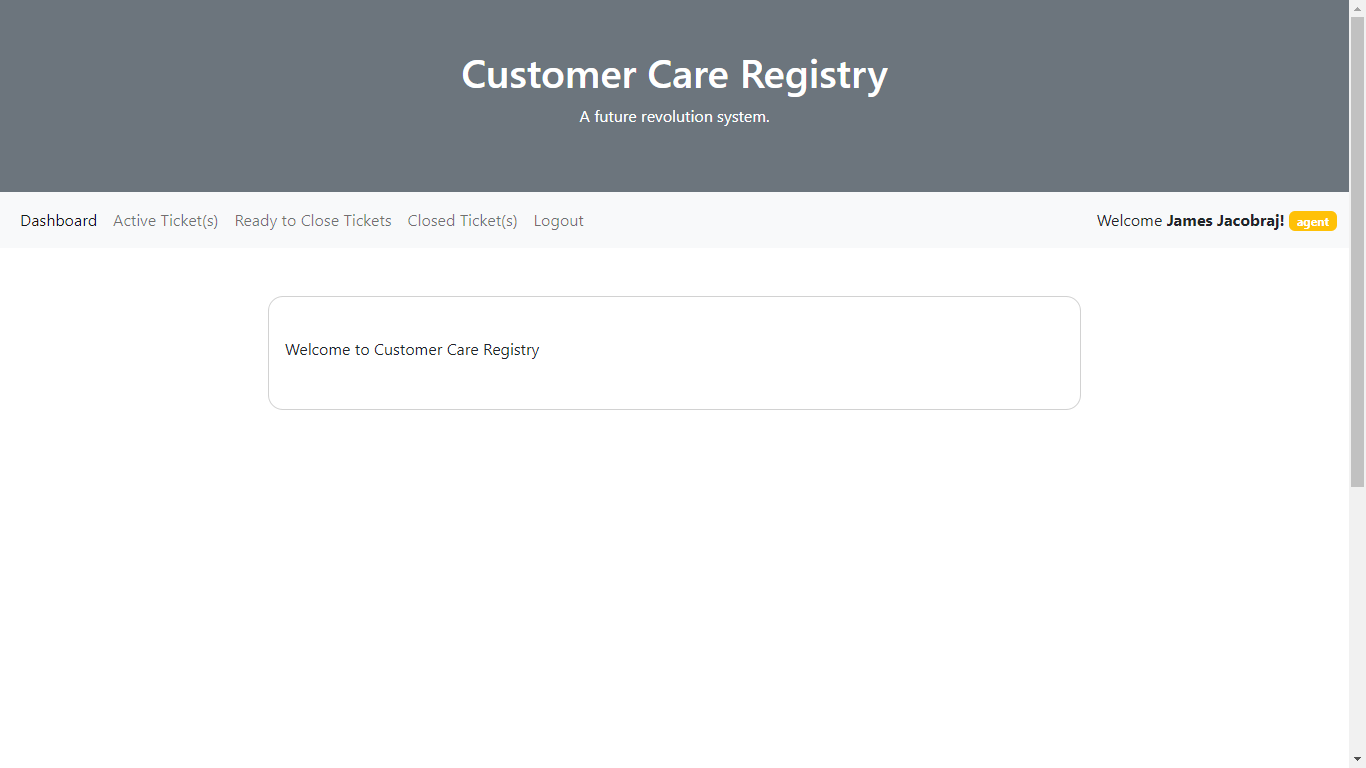 Customer Care Registry
A future revolution system.
Dashboard Active Ticket(s) Ready to Close Tickets Closed Ticket(s) Logout Welcome James Jacobraj! agent
Welcome to Customer Care Registry